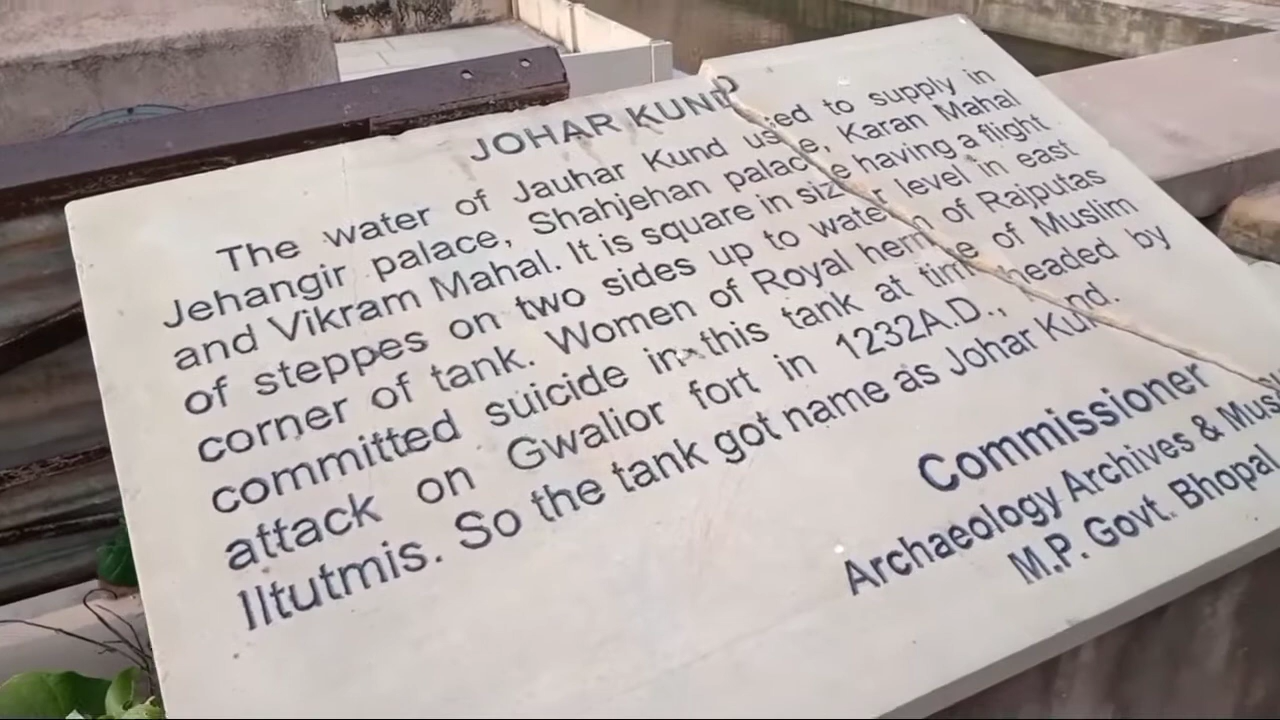 JOHAR KUND
The water of Jauhar Kund used to supply in
Jehangir palace, Shahjehan palace, Karan Mahal
and Vikram Mahal. It is square in size having a flight
of steppes on two sides up to water level in east
corner of tank. Women of Royal herm of Rajputas
committed suicide in this tank at time of Muslim
attack on Gwalior fort in 1232A.D., headed by
Iltutmis. So the tank got name as Johar Kund.
Commissioner
Archaeology Archives &
M.P. Govt. Bhopal